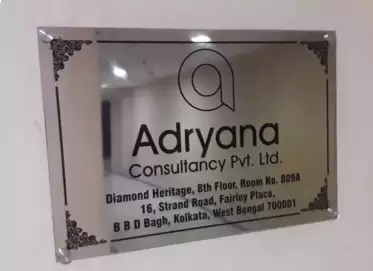 Adryana
Consultancy Pvt. Ltd.
Diamond Heritage, 8th Floor, Room No. 809A
16, Strand Road, Fairley Place,
B B D Bagh, Kolkata, West Bengal 700001